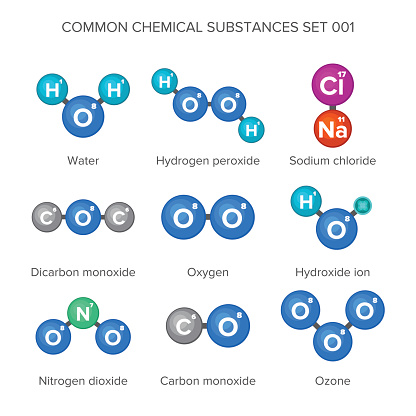 COMMON CHEMICAL SUBSTANCES SET 001
H 1
H 1
O 8
Water
H 1
O 8
O 8
H 1
Hydrogen peroxide
Cl 17
Na 11
Sodium chloride
C 6
O 8
C 6
Dicarbon monoxide
O 8
O 8
Oxygen
H 1
O 8
Hydroxide ion
N 7
O 8
O 8
Nitrogen dioxide
C 6
O 8
Carbon monoxide
O 8
O 8
O 8
Ozone